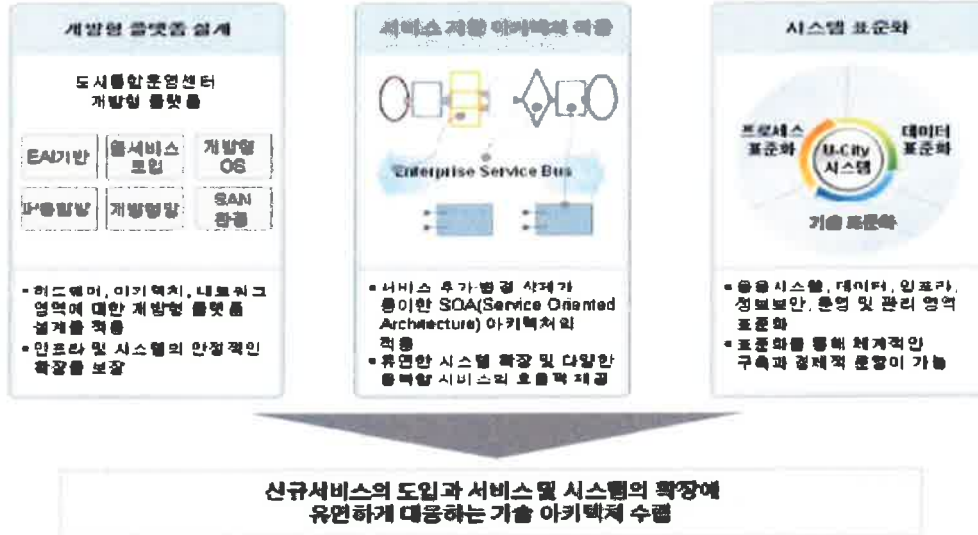 개방형 플랫폼 설계
도시통합운영센터
개방형 플랫폼
EAI기반
웹서비스
도입
개방형
OS
IP통합망
개방형망
SAN
환경
하드웨어, 아키텍처, 네트워크
영역에 대한 개방형 플랫폼
설계를 적용
인프라 및 시스템의 안정적인
확장을 보장
서비스 지향 아키텍처 적용
Enterprise Service Bus
서비스 추가·변경 삭제가
용이한 SOA(Service Oriented
Architecture) 아키텍처의
적용
유연한 시스템 확장 및 다양한
융복합 서비스의 효율적 제공
시스템 표준화
프로세스
표준화
U-City
시스템
데이터
표준화
기술 표준화
응용시스템, 데이터, 인프라,
정보보안, 운영 및 관리 영역
표준화
표준화를 통해 체계적인
구축과 경제적 운영이 가능
신규서비스의 도입과 서비스 및 시스템의 확장에
유연하게 대응하는 기술 아키텍처 수립